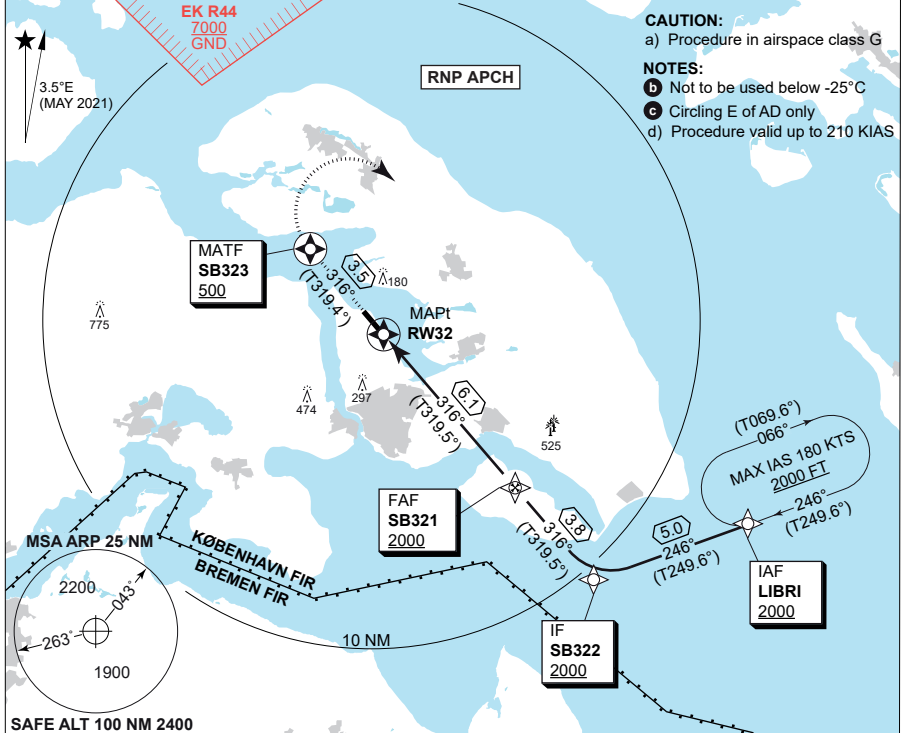 EK R44
7000
GND
3.5°E
(MAY 2021)
RNP APCH
CAUTION:
a) Procedure in airspace class G
NOTES:
b Not to be used below -25°C
c Circling E of AD only
d) Procedure valid up to 210 KIAS
MATF
SB323
500
3.5
316°
(T319.4°)
180
775
MAPt
RW32
474
297
6.1
316°
(T319.5°)
525
(T069.6°)
066°
MAX IAS 180 KTS
2000 FT
246°
(T249.6°)
FAF
SB321
2000
3.8
316°
(T319.5°)
5.0
246°
(T249.6°)
IAF
LIBRI
2000
IF
SB322
2000
KØBENHAVN FIR
BREMEN FIR
10 NM
MSA ARP 25 NM
2200
043°
263°
1900
SAFE ALT 100 NM 2400